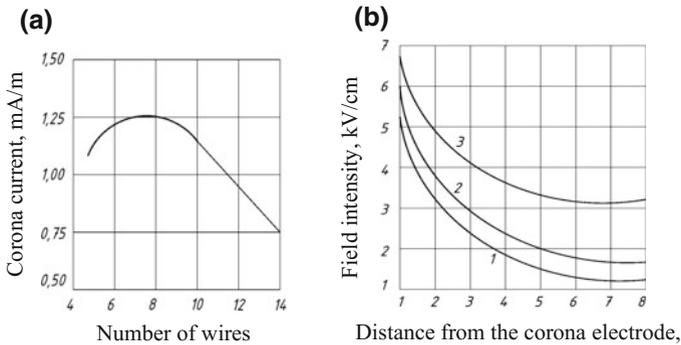 (a)
Corona current, mA/m
1,50
1,25
1,00
0,75
0,50
4 6 8 10 12 14
Number of wires
(b)
Field intensity, kV/cm
7
6
5
4
3
2
1
3
2
1
1 2 3 4 5 6 7 8
Distance from the corona electrode,